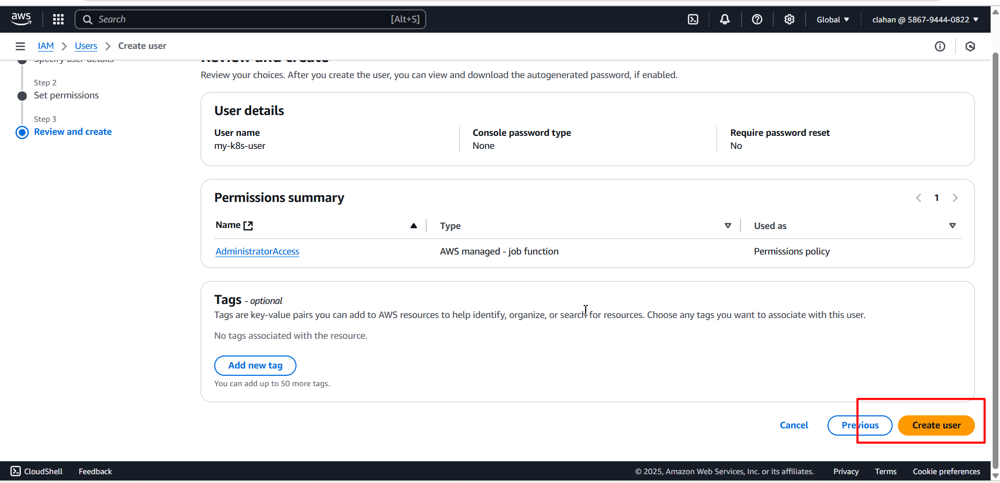 aws
Search [Alt+S]
Global
clahan @ 5867-9444-0822
IAM > Users > Create user
Specify user details
Step 2
Set permissions
Step 3
Review and create
Review and create
Review your choices. After you create the user, you can view and download the autogenerated password, if enabled.
User details
User name
my-k8s-user
Console password type
None
Require password reset
No
Permissions summary
1
Name
Type
Used as
AdministratorAccess
AWS managed - job function
Permissions policy
Tags - optional
Tags are key-value pairs you can add to AWS resources to help identify, organize, or search for resources. Choose any tags you want to associate with this user.
No tags associated with the resource.
Add new tag
You can add up to 50 more tags.
Cancel
Previous
Create user
CloudShell
Feedback
© 2025, Amazon Web Services, Inc. or its affiliates.
Privacy
Terms
Cookie preferences